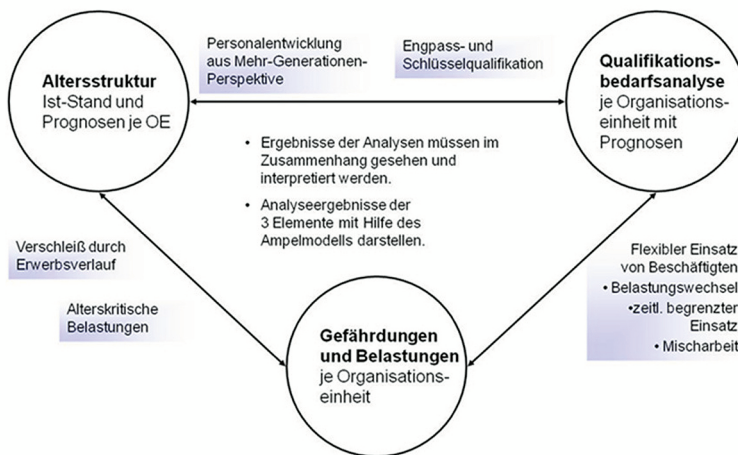 Altersstruktur
Ist-Stand und
Prognosen je OE
Personalentwicklung
aus Mehr-Generationen-
Perspektive
Engpass- und
Schlüsselqualifikation
Qualifikations-
bedarfsanalyse
je Organisations-
einheit mit
Prognosen
• Ergebnisse der Analysen müssen im
Zusammenhang gesehen und
interpretiert werden.
• Analyseergebnisse der
3 Elemente mit Hilfe des
Ampelmodells darstellen.
Verschleiß durch
Erwerbsverlauf
Alterskritische
Belastungen
Gefährdungen
und Belastungen
je Organisations-
einheit
Flexibler Einsatz
von Beschäftigten
• Belastungswechsel
•zeitl. begrenzter
Einsatz
• Mischarbeit